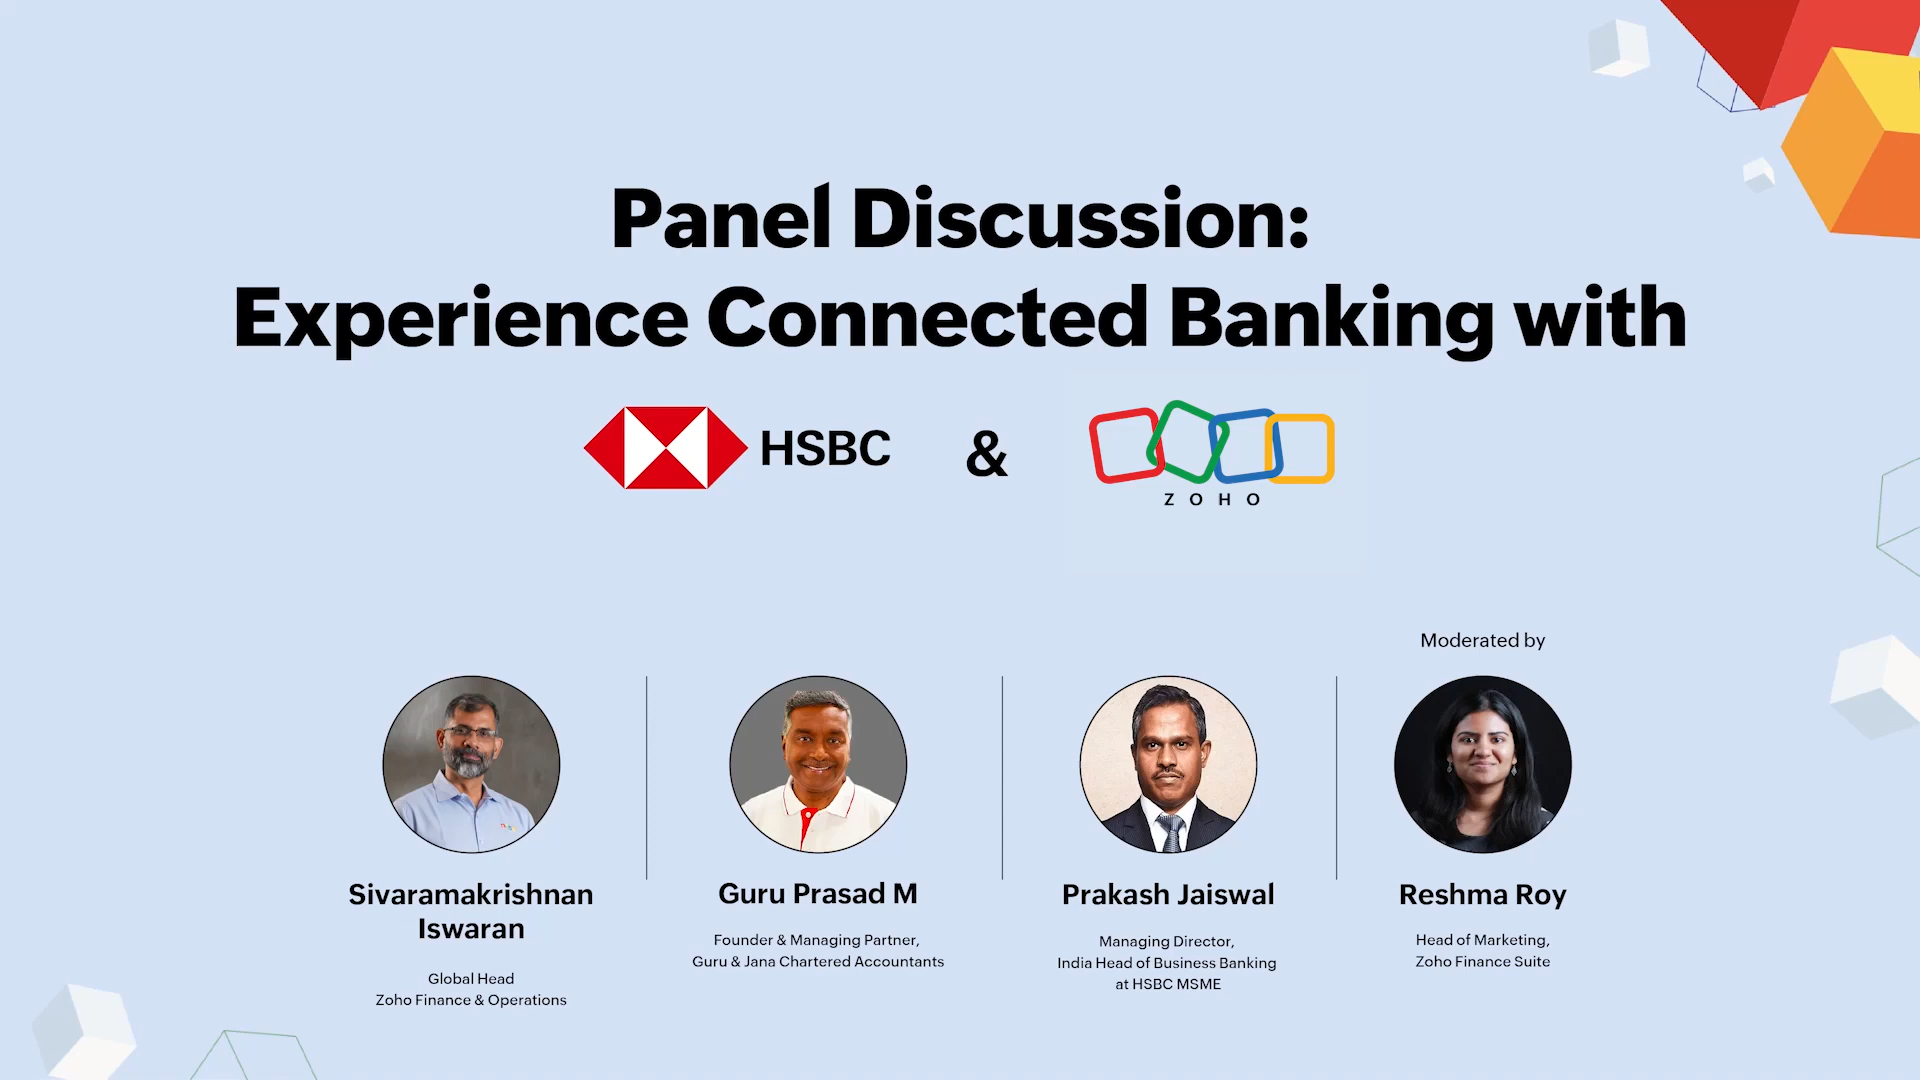 Panel Discussion:
Experience Connected Banking with
HSBC & ZOHO
Moderated by
Sivaramakrishnan
Iswaran
Global Head
Zoho Finance & Operations
Guru Prasad M
Founder & Managing Partner,
Guru & Jana Chartered Accountants
Prakash Jaiswal
Managing Director,
India Head of Business Banking
at HSBC MSME
Reshma Roy
Head of Marketing,
Zoho Finance Suite